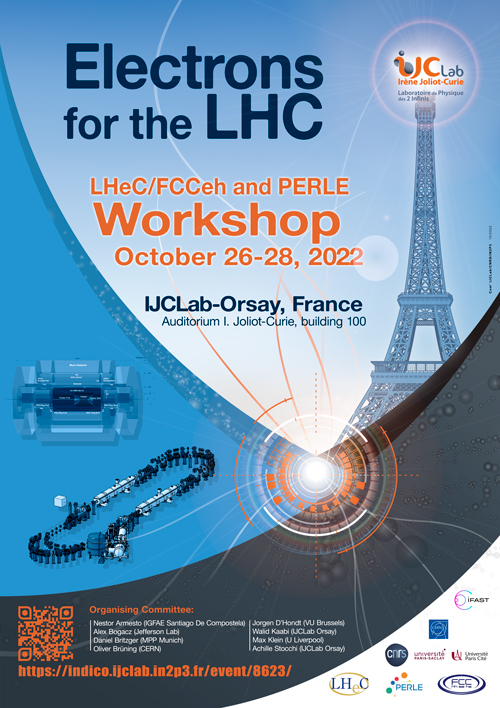 Electrons
for the LHC
IJCLab
Irène Joliot-Curie
Laboratoire de Physique
des 2 Infinis
LHeC/FCCeh and PERLE
Workshop
October 26-28, 2022
IJCLab-Orsay, France
Auditorium I. Joliot-Curie, building 100
Organising Committee:
Nestor Armesto (IGFAE Santiago De Compostela)
Alex Bogacz (Jefferson Lab)
Daniel Britzger (MPP Munich)
Oliver Brüning (CERN)
Jorgen D'Hondt (VU Brussels)
Walid Kaabi (IJCLab Orsay)
Max Klein (U Liverpool)
Achille Stocchi (IJCLab Orsay)
https://indico.ijclab.in2p3.fr/event/8623/
iFAST
CERN
cnrs
université
PARIS-SACLAY
Université
Paris Cité
LHeC
PERLE
FCC